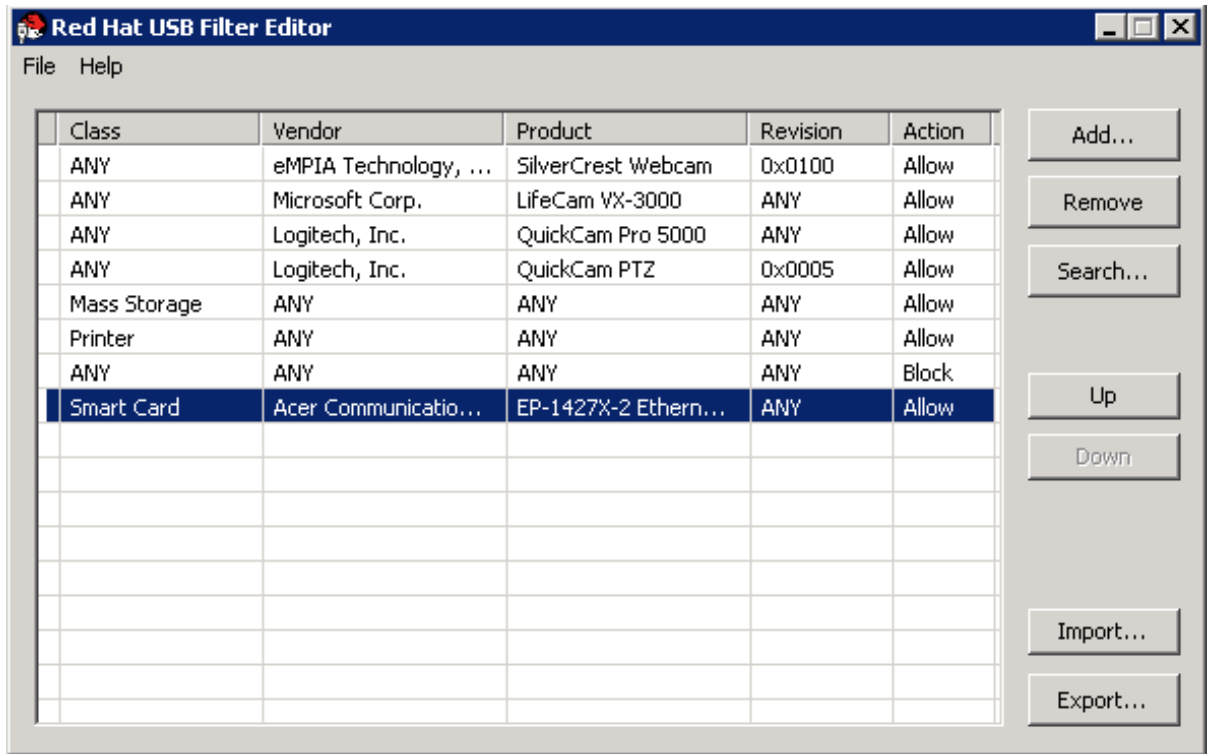 Red Hat USB Filter Editor
File Help
Class Vendor Product Revision Action
ANY eMPIA Technology, ... SilverCrest Webcam 0x0100 Allow
ANY Microsoft Corp. LifeCam VX-3000 ANY Allow
ANY Logitech, Inc. QuickCam Pro 5000 ANY Allow
ANY Logitech, Inc. QuickCam PTZ 0x0005 Allow
Mass Storage ANY ANY ANY Allow
Printer ANY ANY ANY Allow
ANY ANY ANY ANY Block
Smart Card Acer Communicatio... EP-1427X-2 Ethern... ANY Allow
Add...
Remove
Search...
Up
Down
Import...
Export...